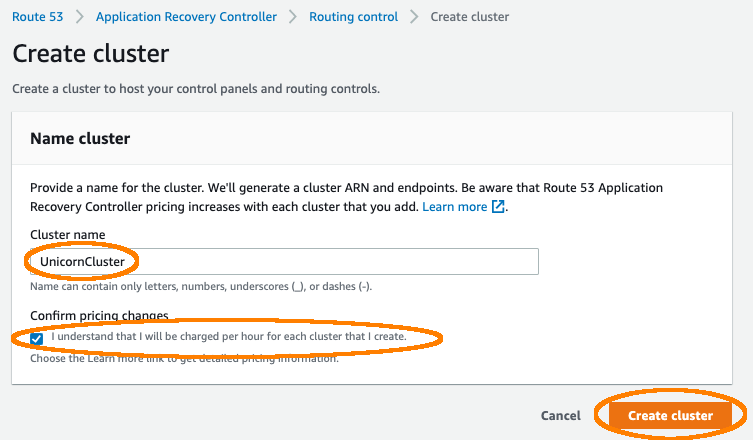 Route 53 > Application Recovery Controller > Routing control > Create cluster
Create cluster
Create a cluster to host your control panels and routing controls.
Name cluster
Provide a name for the cluster. We'll generate a cluster ARN and endpoints. Be aware that Route 53 Application
Recovery Controller pricing increases with each cluster that you add. Learn more .
Cluster name
UnicornCluster
Name can contain only letters, numbers, underscores (_), or dashes (-).
Confirm pricing changes
I understand that I will be charged per hour for each cluster that I create.
Choose the Learn more link to get detailed pricing information.
Cancel Create cluster